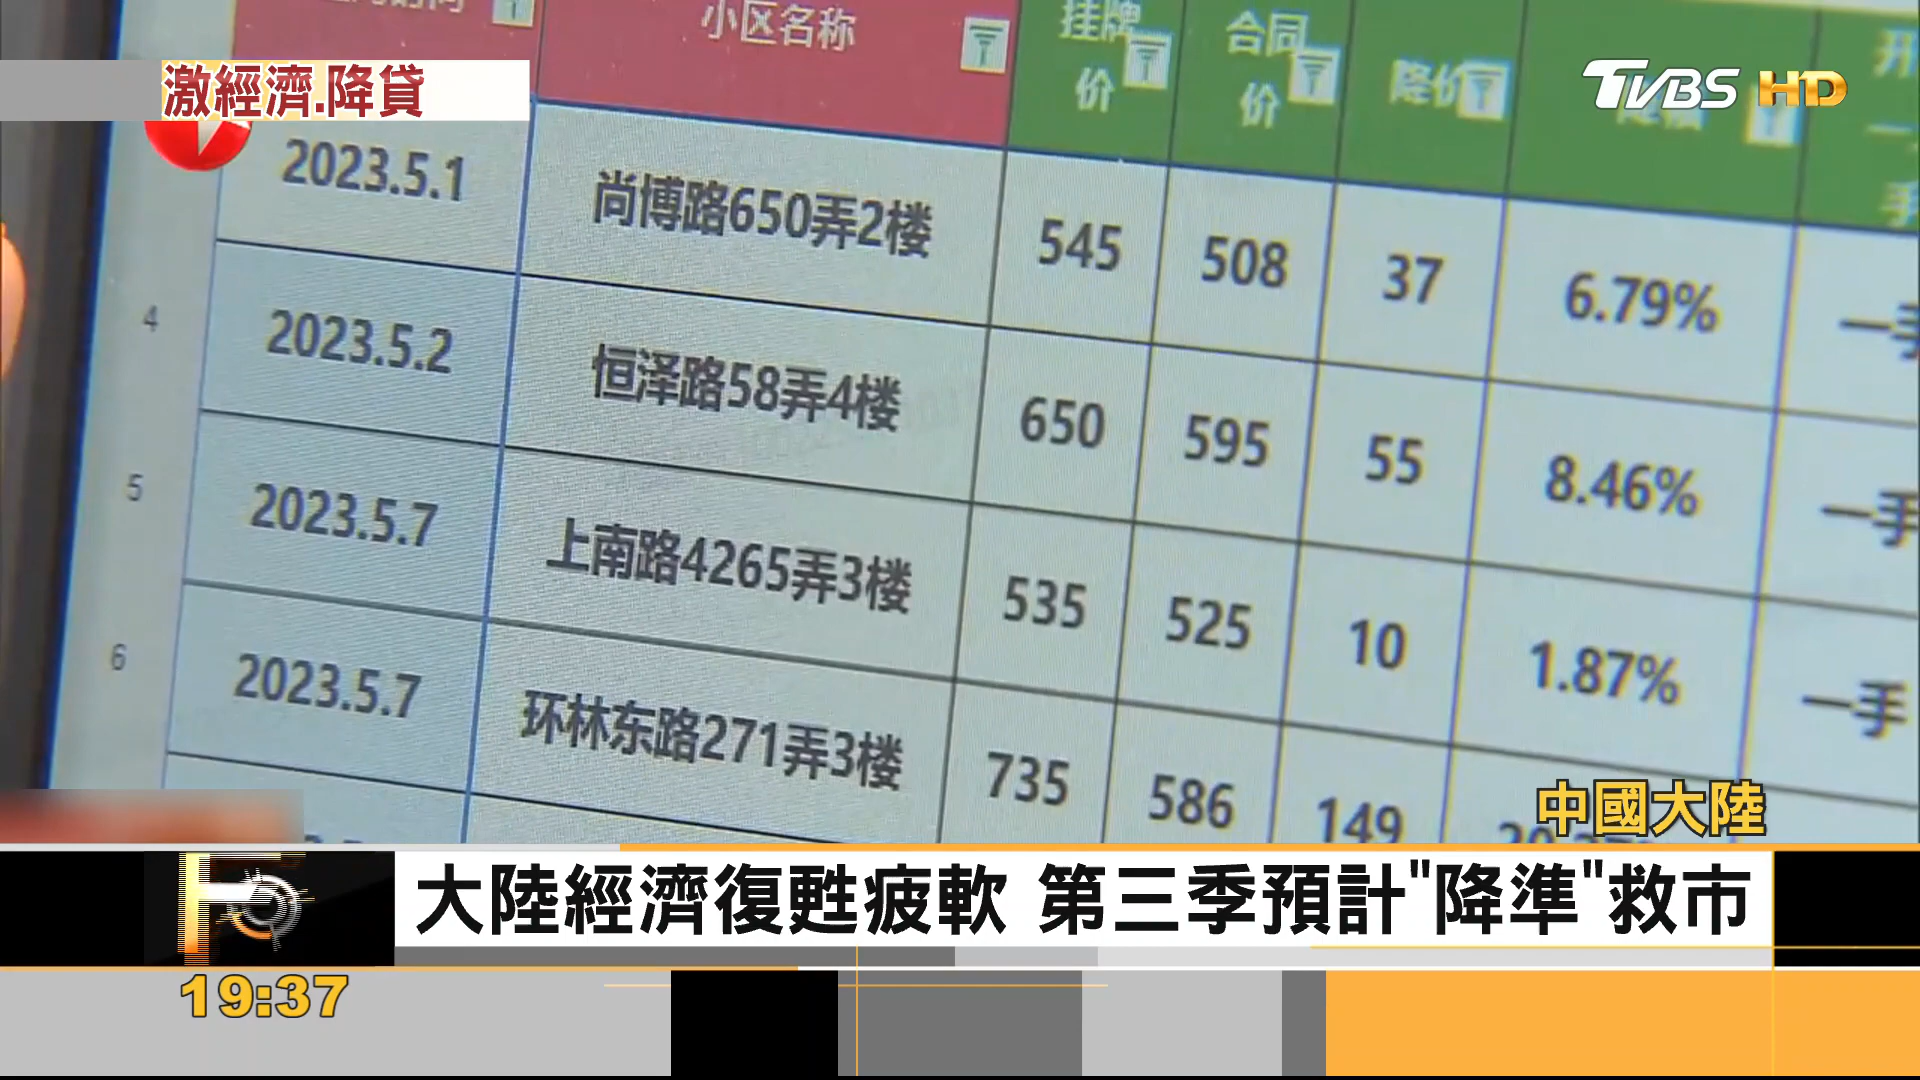 小区名称
挂牌价
合同价
降价
激經濟.降貸
TVBS HD
2023.5.1 尚博路650弄2楼 545 508 37 6.79%
4 2023.5.2 恒泽路58弄4楼 650 595 55 8.46% 一手
5 2023.5.7 上南路4265弄3楼 535 525 10 1.87% 一手
6 2023.5.7 环林东路271弄3楼 735 586 149
中國大陸
大陸經濟復甦疲軟 第三季預計"降準"救市
19:37